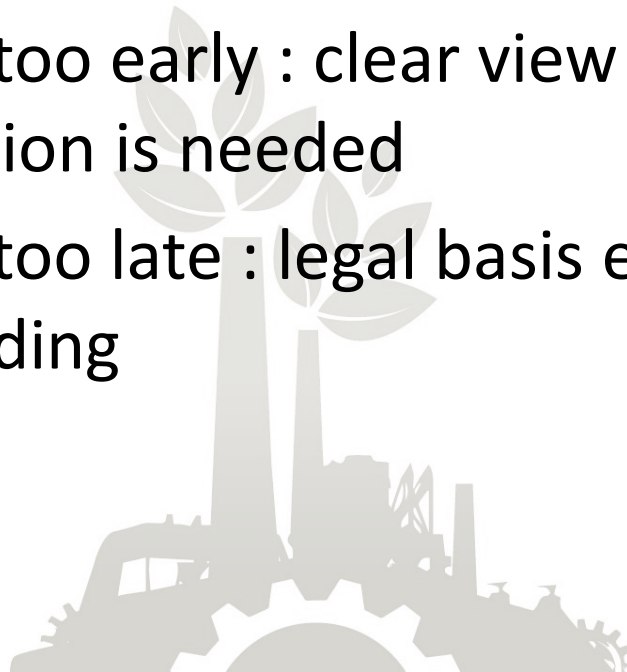 too early : clear view
ion is needed
too late : legal basis e
ding